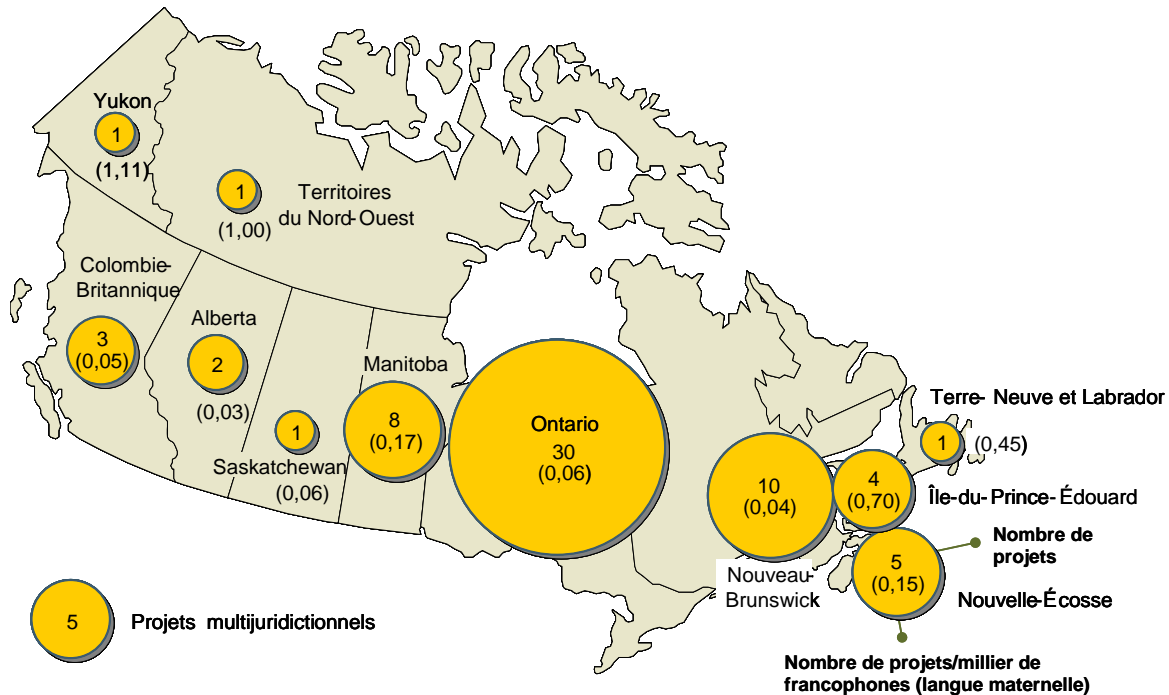 Yukon
1
(1,11)
1
(1,00)
Territoires
du Nord-Ouest
Colombie-
Britannique
3
(0,05)
Alberta
2
(0,03)
1
Saskatchewan
(0,06)
Manitoba
8
(0,17)
Ontario
30
(0,06)
10
(0,04)
Nouveau-
Brunswick
Terre- Neuve et Labrador
1
(0,45)
4
(0,70)
Île-du-Prince-Édouard
5
(0,15)
Nouvelle-Écosse
Nombre de
projets
Nombre de projets/millier de
francophones (langue maternelle)
5
Projets multijuridictionnels